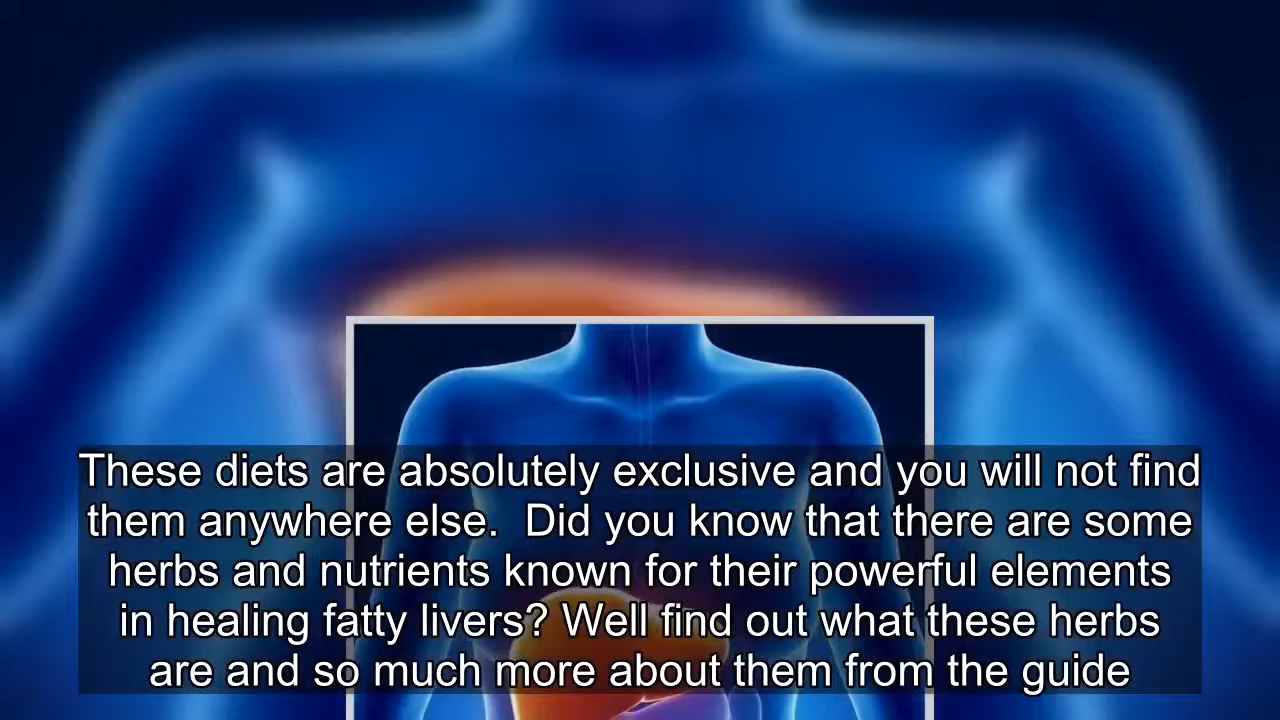 These diets are absolutely exclusive and you will not find
them anywhere else.  Did you know that there are some
herbs and nutrients known for their powerful elements
in healing fatty livers? Well find out what these herbs
are and so much more about them from the guide